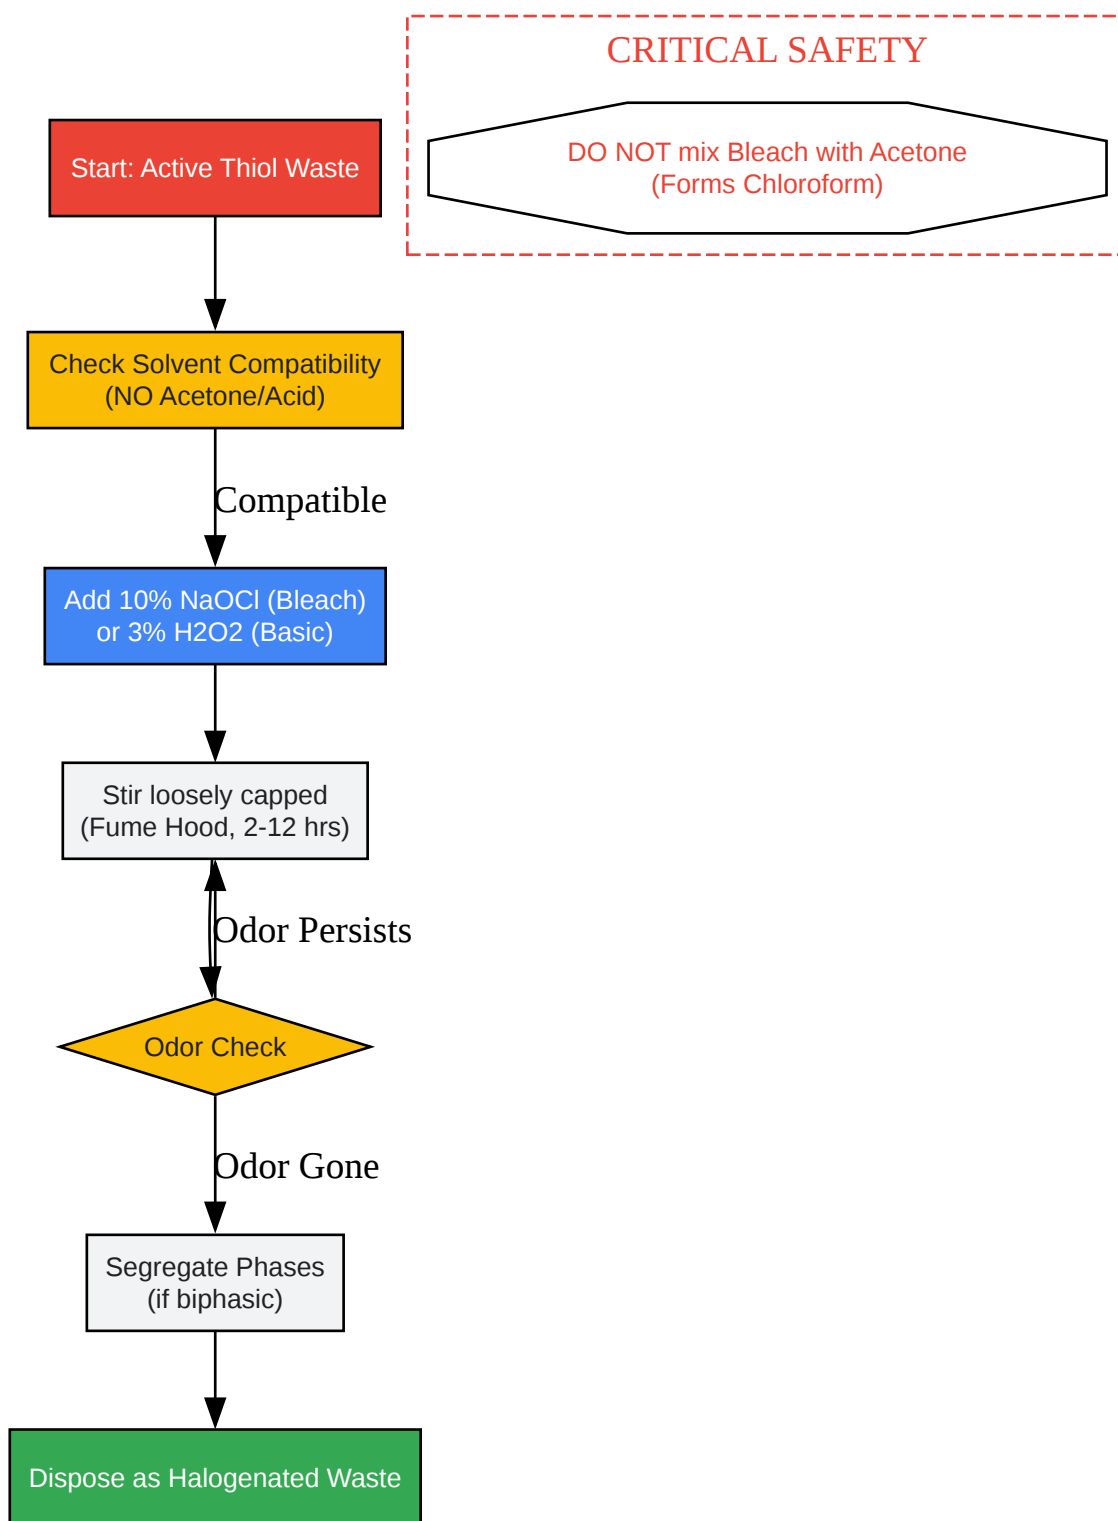 CRITICAL SAFETY
DO NOT mix Bleach with Acetone
(Forms Chloroform)
Start: Active Thiol Waste
Check Solvent Compatibility
(NO Acetone/Acid)
Compatible
Add 10% NaOCl (Bleach)
or 3% H2O2 (Basic)
Stir loosely capped
(Fume Hood, 2-12 hrs)
Odor Persists
Odor Check
Odor Gone
Segregate Phases
(if biphasic)
Dispose as Halogenated Waste